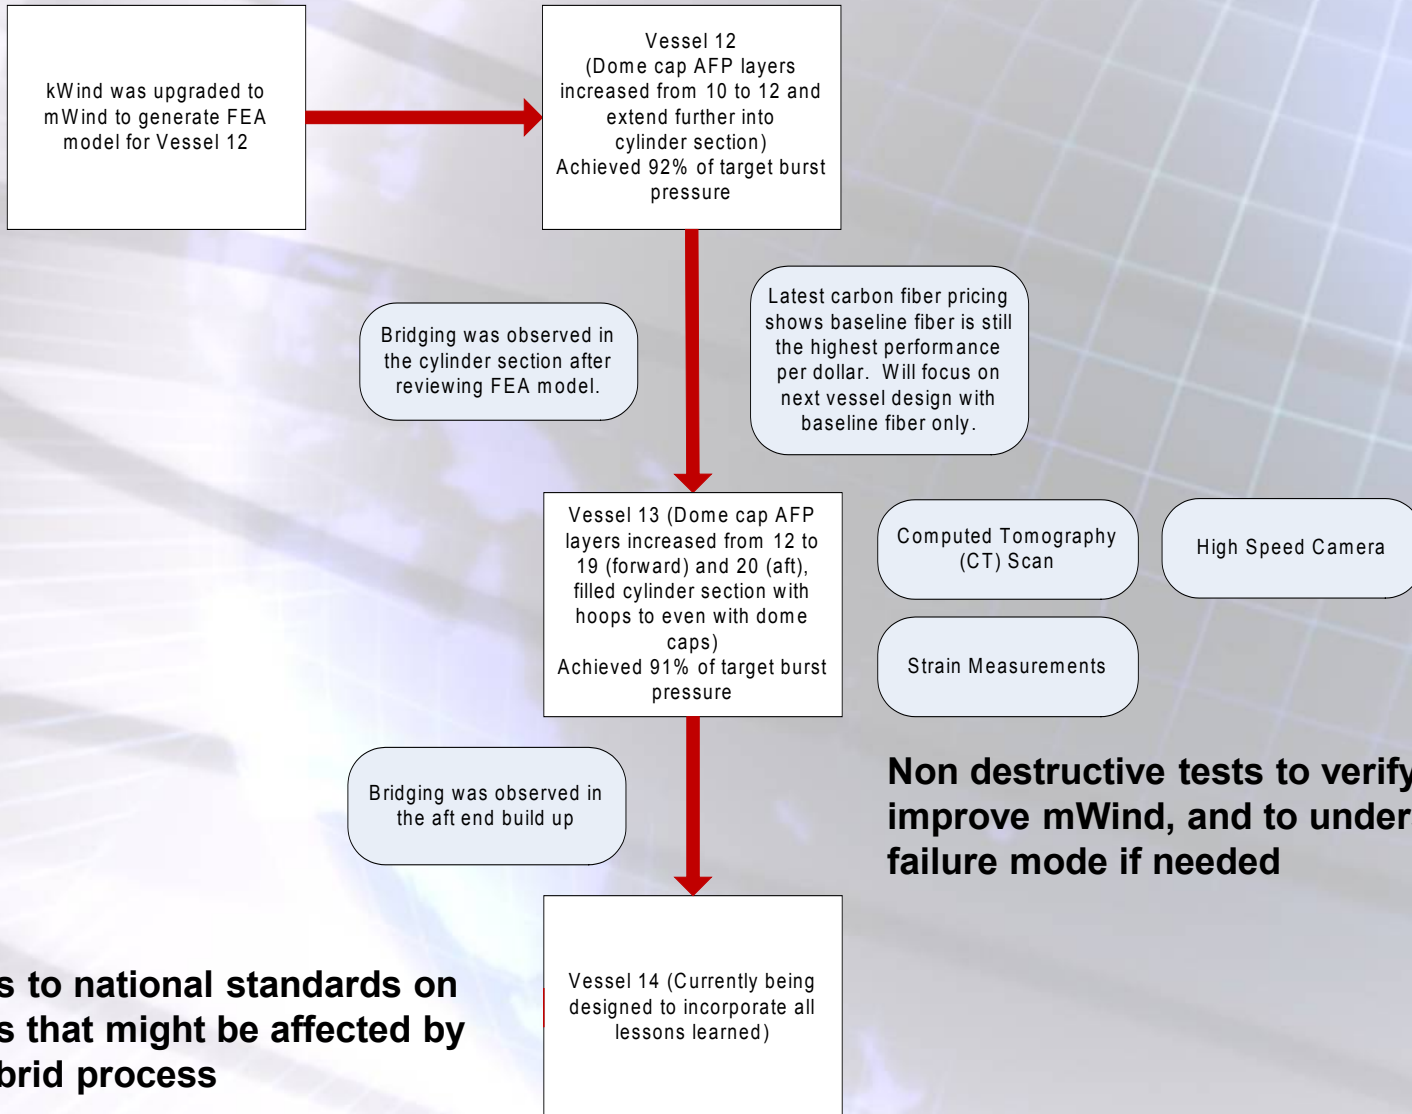 kWind was upgraded to
mWind to generate FEA
model for Vessel 12
Vessel 12
(Dome cap AFP layers
increased from 10 to 12 and
extend further into
cylinder section)
Achieved 92% of target burst
pressure
Bridging was observed in
the cylinder section after
reviewing FEA model.
Latest carbon fiber pricing
shows baseline fiber is still
the highest performance
per dollar. Will focus on
next vessel design with
baseline fiber only.
Vessel 13 (Dome cap AFP
layers increased from 12 to
19 (forward) and 20 (aft),
filled cylinder section with
hoops to even with dome
caps)
Achieved 91% of target burst
pressure
Computed Tomography
(CT) Scan
High Speed Camera
Strain Measurements
Non destructive tests to verify
improve mWind, and to under
failure mode if needed
Bridging was observed in
the aft end build up
Vessel 14 (Currently being
designed to incorporate all
lessons learned)
s to national standards on
s that might be affected by
brid process